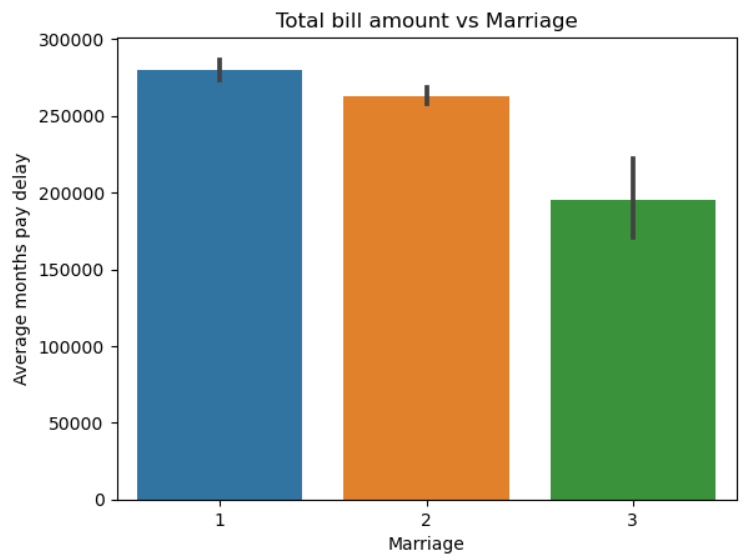 Total bill amount vs Marriage
300000
250000
200000
150000
100000
50000
0
Average months pay delay
1 2 3
Marriage